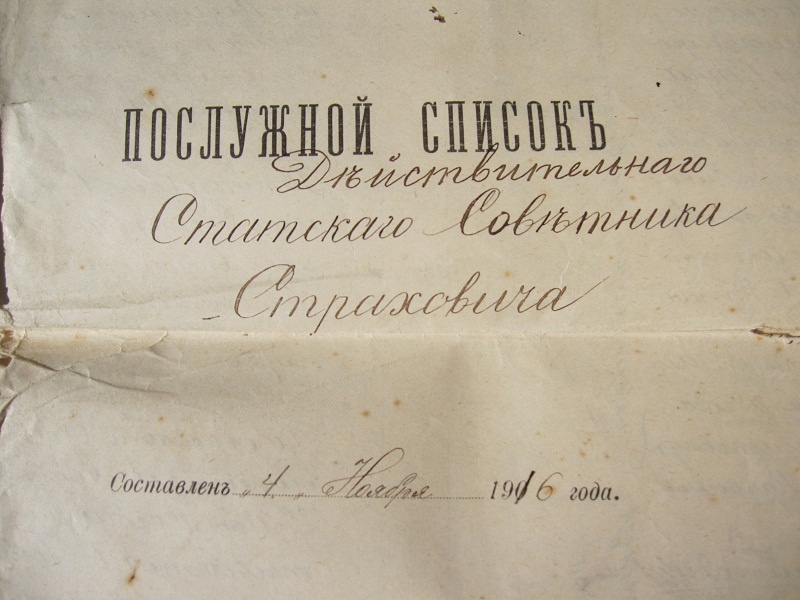 ПОСЛУЖНОЙ СПИСОКЪ
Дѣйствительнаго
Статскаго Совѣтника
Страховича
Составленъ „4„ Ноября 1916 года.